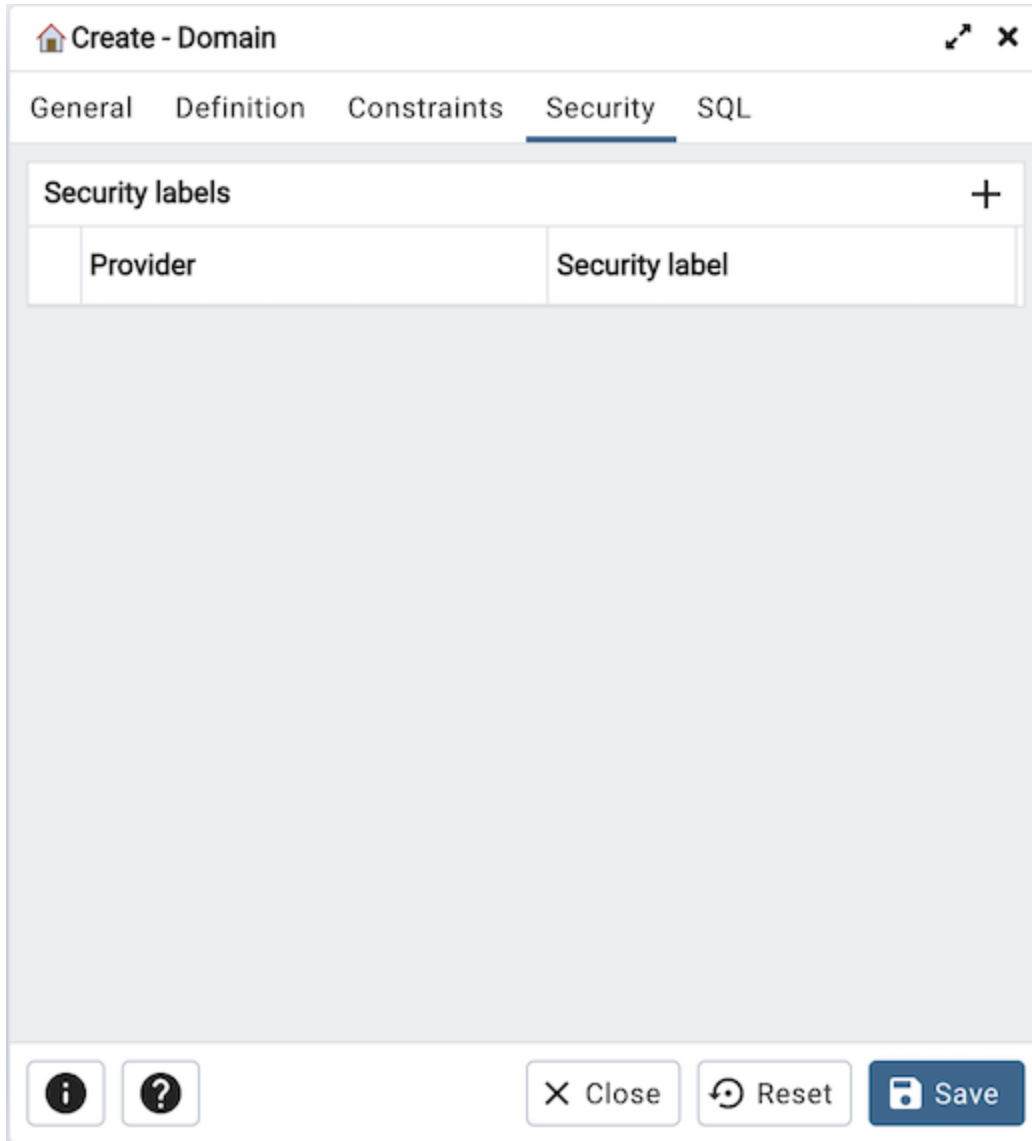 Create - Domain
General Definition Constraints Security SQL
Security labels
Provider Security label
Close Reset Save